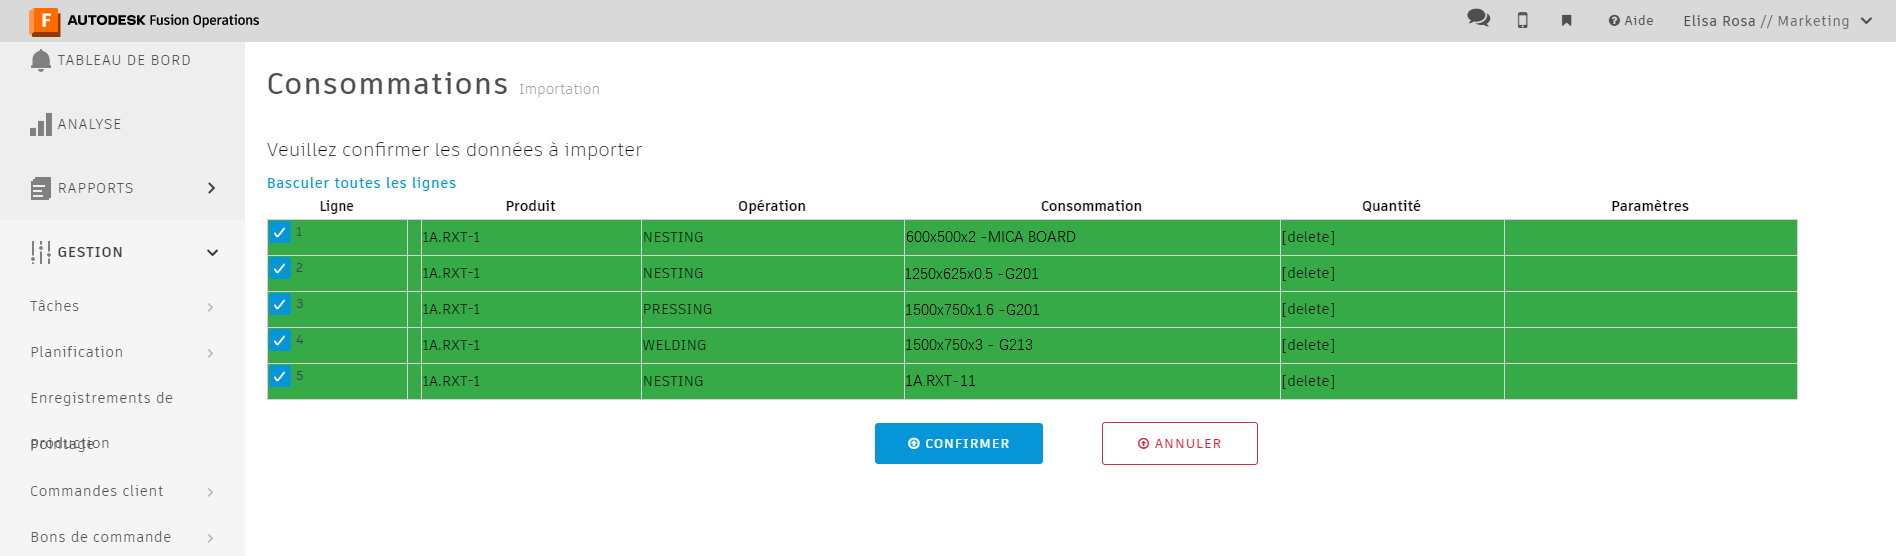 AUTODESK Fusion Operations
Aide
Elisa Rosa // Marketing
TABLEAU DE BORD
ANALYSE
RAPPORTS
GESTION
Tâches
Planification
Enregistrements de
production
Pointage
Commandes client
Bons de commande
Consommations Importation
Veuillez confirmer les données à importer
Basculer toutes les lignes
Ligne Produit Opération Consommation Quantité Paramètres
1 1A.RXT-1 NESTING 600x500x2 -MICA BOARD [delete]
2 1A.RXT-1 NESTING 1250x625x0.5 -G201 [delete]
3 1A.RXT-1 PRESSING 1500x750x1.6 -G201 [delete]
4 1A.RXT-1 WELDING 1500x750x3 - G213 [delete]
5 1A.RXT-1 NESTING 1A.RXT-11 [delete]
CONFIRMER ANNULER